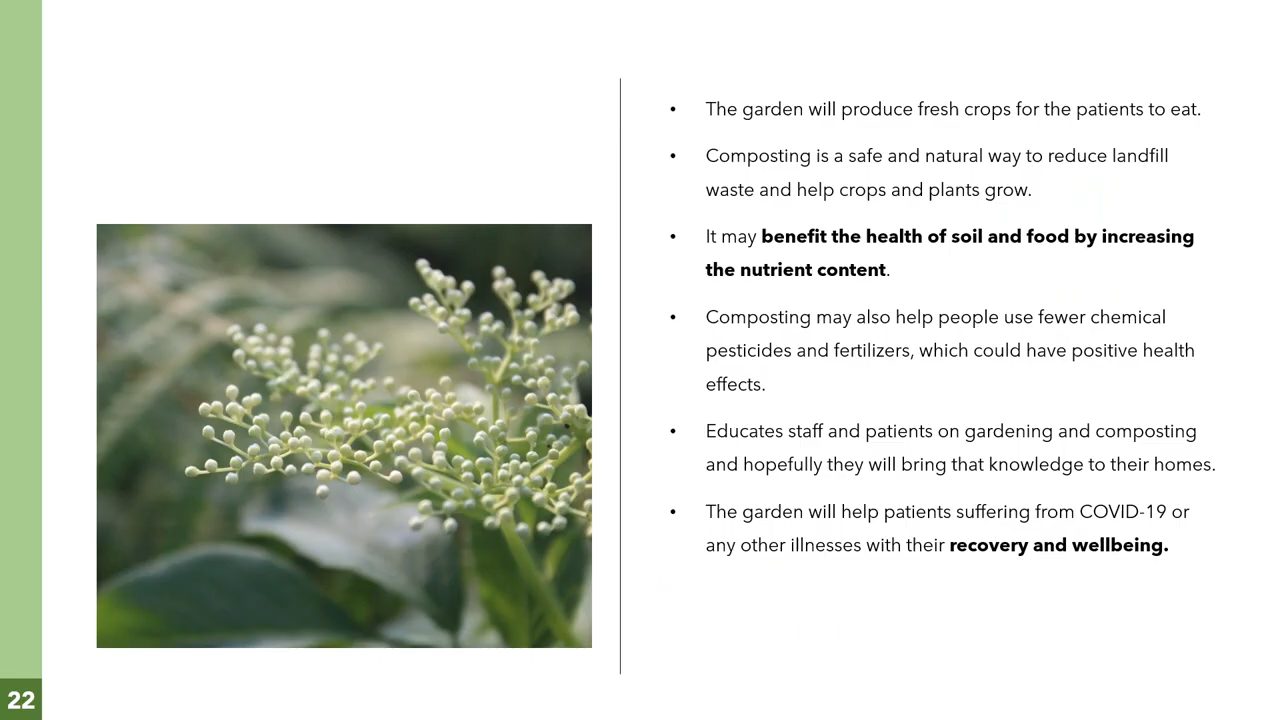 • The garden will produce fresh crops for the patients to eat.
• Composting is a safe and natural way to reduce landfill
waste and help crops and plants grow.
• It may benefit the health of soil and food by increasing
the nutrient content.
• Composting may also help people use fewer chemical
pesticides and fertilizers, which could have positive health
effects.
• Educates staff and patients on gardening and composting
and hopefully they will bring that knowledge to their homes.
• The garden will help patients suffering from COVID-19 or
any other illnesses with their recovery and wellbeing.
22